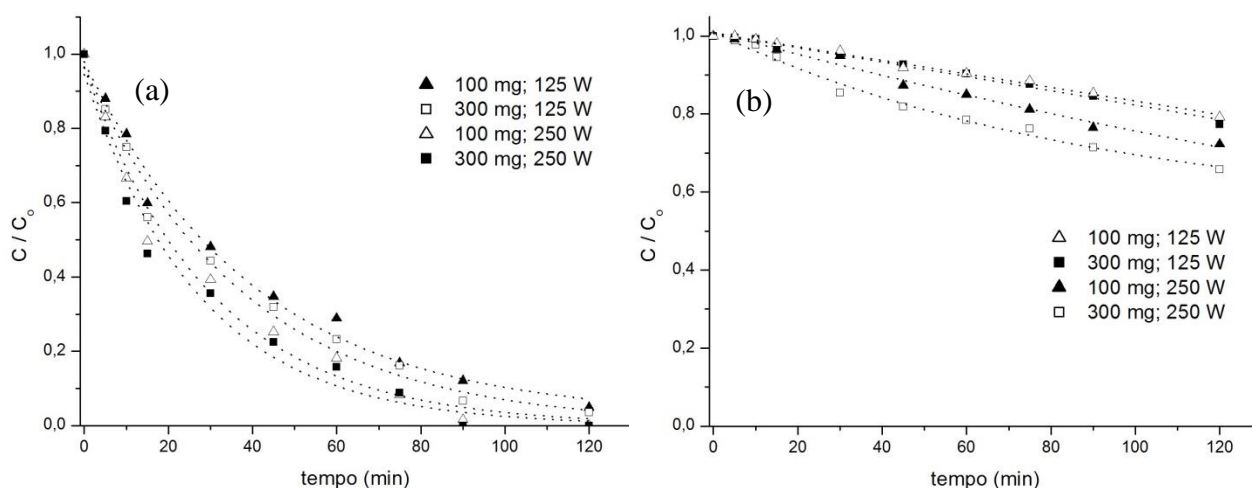 (a)
▲ 100 mg; 125 W
□ 300 mg; 125 W
△ 100 mg; 250 W
■ 300 mg; 250 W
C / C₀
1,0
0,8
0,6
0,4
0,2
0,0
0 20 40 60 80 100 120
tempo (min)
(b)
△ 100 mg; 125 W
■ 300 mg; 125 W
▲ 100 mg; 250 W
□ 300 mg; 250 W
C / C₀
1,0
0,8
0,6
0,4
0,2
0,0
0 20 40 60 80 100 120
tempo (min)